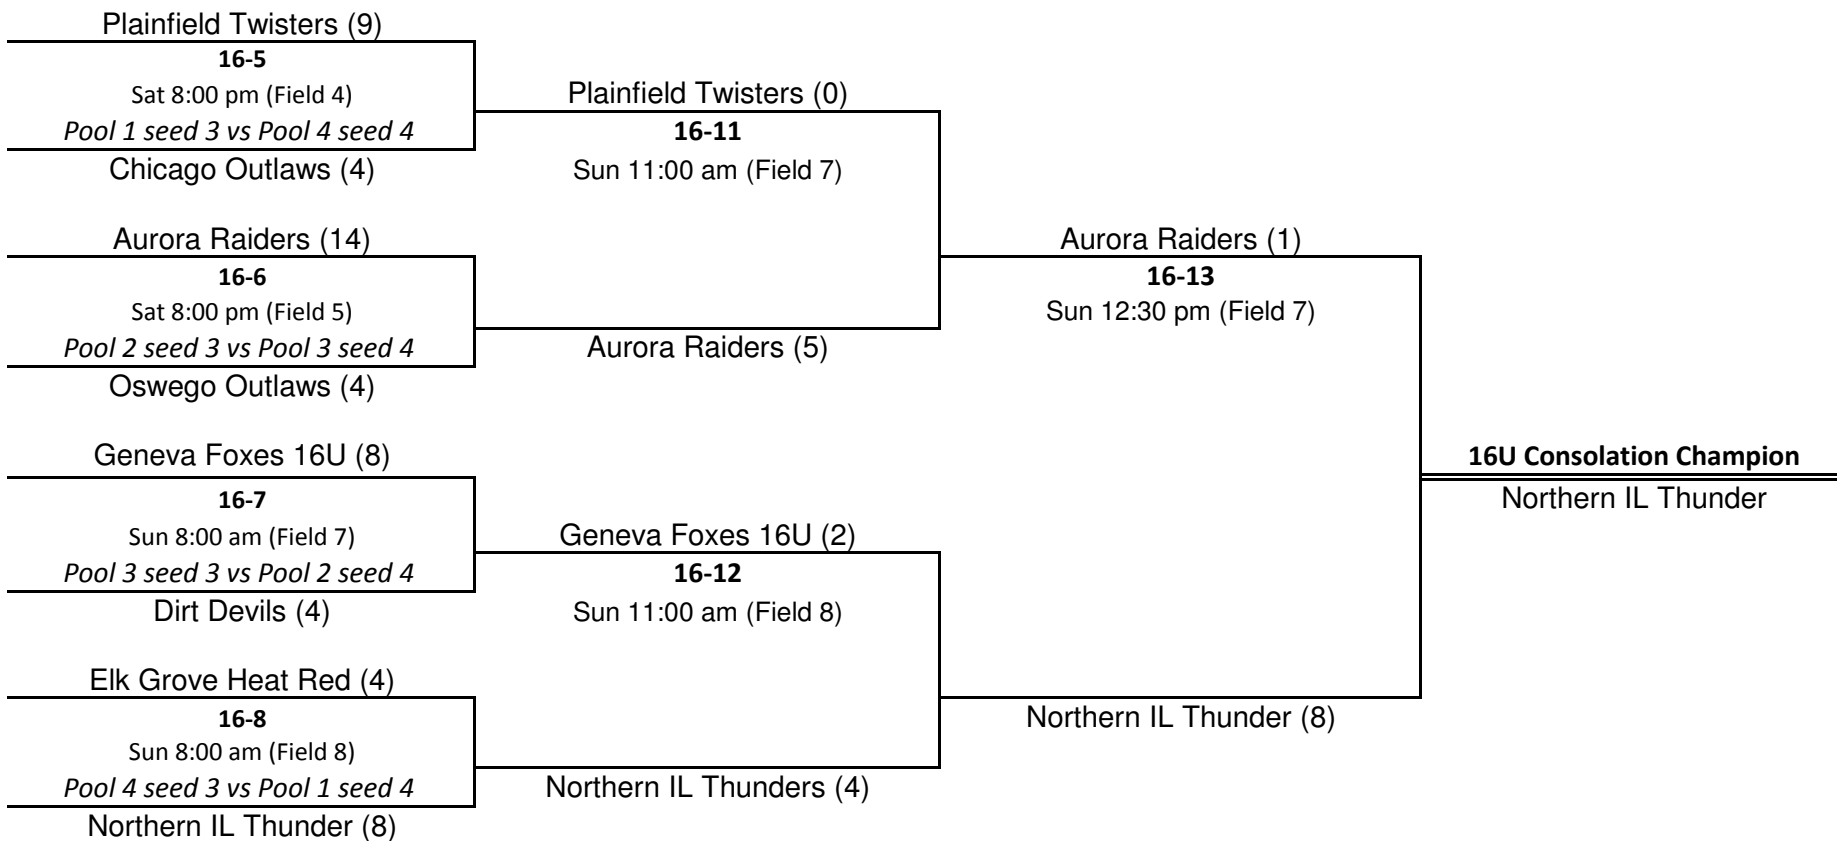 Plainfield Twisters (9)
16-5
Sat 8:00 pm (Field 4)
Pool 1 seed 3 vs Pool 4 seed 4
Chicago Outlaws (4)
Aurora Raiders (14)
16-6
Sat 8:00 pm (Field 5)
Pool 2 seed 3 vs Pool 3 seed 4
Oswego Outlaws (4)
Geneva Foxes 16U (8)
16-7
Sun 8:00 am (Field 7)
Pool 3 seed 3 vs Pool 2 seed 4
Dirt Devils (4)
Elk Grove Heat Red (4)
16-8
Sun 8:00 am (Field 8)
Pool 4 seed 3 vs Pool 1 seed 4
Northern IL Thunder (8)
Plainfield Twisters (0)
16-11
Sun 11:00 am (Field 7)
Aurora Raiders (5)
Geneva Foxes 16U (2)
16-12
Sun 11:00 am (Field 8)
Northern IL Thunders (4)
Aurora Raiders (1)
16-13
Sun 12:30 pm (Field 7)
Northern IL Thunder (8)
16U Consolation Champion
Northern IL Thunder